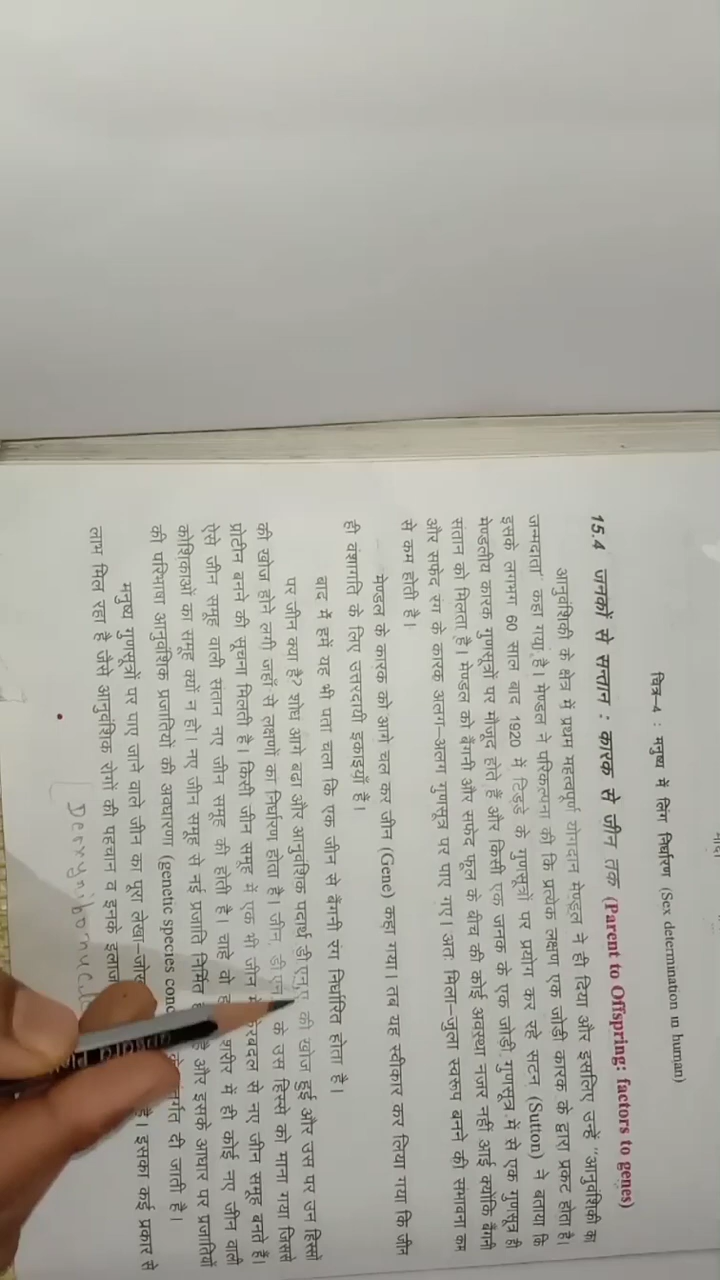 चित्र–4 : मनुष्य में लिंग निर्धारण (Sex determination in human)
15.4 जनकों से सन्तान : कारक से जीन तक (Parent to Offspring: factors to genes)
आनुवंशिकी के क्षेत्र में प्रथम महत्वपूर्ण योगदान मेण्डल ने ही दिया और इसलिए उन्हें "आनुवंशिकी का
जन्मदाता" कहा गया है। मेण्डल ने परिकल्पना की कि प्रत्येक लक्षण एक जोड़ी कारक के द्वारा प्रकट होता है।
इसके लगभग 60 साल बाद 1920 में टिड्डे के गुणसूत्रों पर प्रयोग कर रहे सटन (Sutton) ने बताया कि
मेण्डलीय कारक गुणसूत्रों पर मौजूद होते हैं और किसी एक जनक के एक जोड़ी गुणसूत्र में से एक गुणसूत्र ही
संतान को मिलता है। मेण्डल को बैंगनी और सफेद फूल के बीच की कोई अवस्था नजर नहीं आई क्योंकि बैंगनी
और सफेद रंग के कारक अलग–अलग गुणसूत्र पर पाए गए। अतः मिला–जुला स्वरूप बनने की संभावना कम
से कम होती है।
मेण्डल के कारक को आगे चल कर जीन (Gene) कहा गया। तब यह स्वीकार कर लिया गया कि जीन
ही वंशागति के लिए उत्तरदायी इकाइयाँ है।
बाद में हमें यह भी पता चला कि एक जीन से बैंगनी रंग निर्धारित होता है।
पर जीन क्या है? शोध आगे बढ़ा और आनुवंशिक पदार्थ डी.एन.ए. की खोज हुई और उस पर उन हिस्सो
की खोज होने लगी जहाँ से लक्षणों का निर्धारण होता है। जीन, डी.एन. के उस हिस्से को माना गया जिससे
प्रोटीन बनने की सूचना मिलती है। किसी जीन समूह में एक भी जीन में फेरबदल से नए जीन समूह बनते हैं।
ऐसे जीन समूह वाली संतान नए जीन समूह की होती है। चाहे वो शरीर में ही कोई नए जीन वाली
कोशिकाओं का समूह क्यों न हो। नए जीन समूह से नई प्रजाति निर्मित है और इसके आधार पर प्रजातियों
की परिभाषा आनुवंशिक प्रजातियों की अवधारणा (genetic species conc अंतर्गत दी जाती है।
मनुष्य गुणसूत्रों पर पाए जाने वाले जीन का पूरा लेखा–जोख है। इसका कई प्रकार से
लाभ मिल रहा है जैसे आनुवंशिक रोगों की पहचान व इनके इलाज